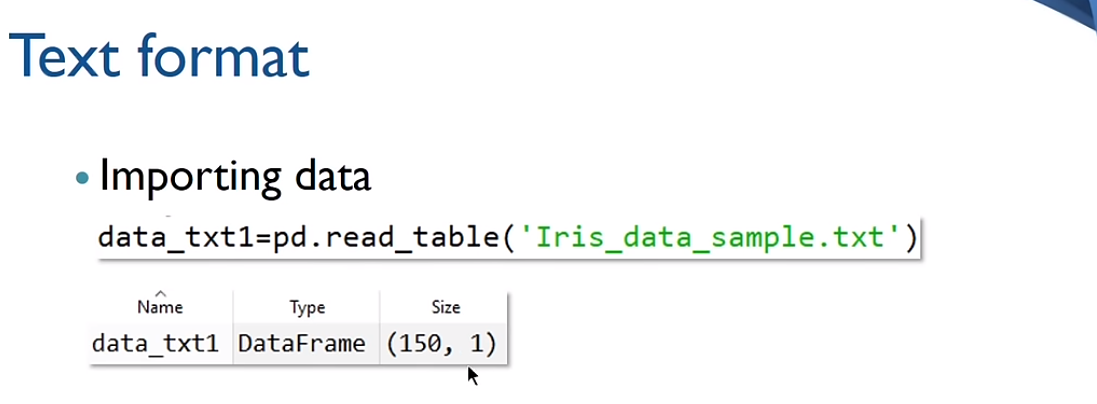 Text format
• Importing data
data_txt1=pd.read_table('Iris_data_sample.txt')
Name Type Size
data_txt1 DataFrame (150, 1)